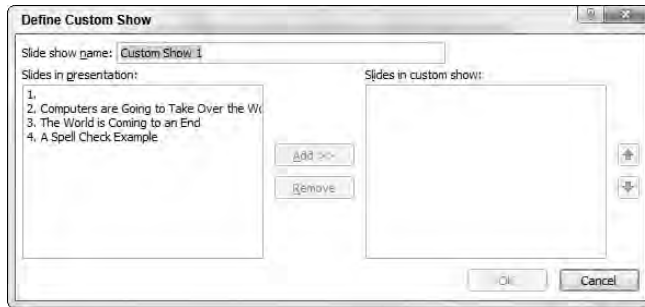 Define Custom Show
Slide show name: Custom Show 1
Slides in presentation:
Slides in custom show:
1.
2. Computers are Going to Take Over the Wo
3. The World is Coming to an End
4. A Spell Check Example
Add >>
Remove
Ok
Cancel